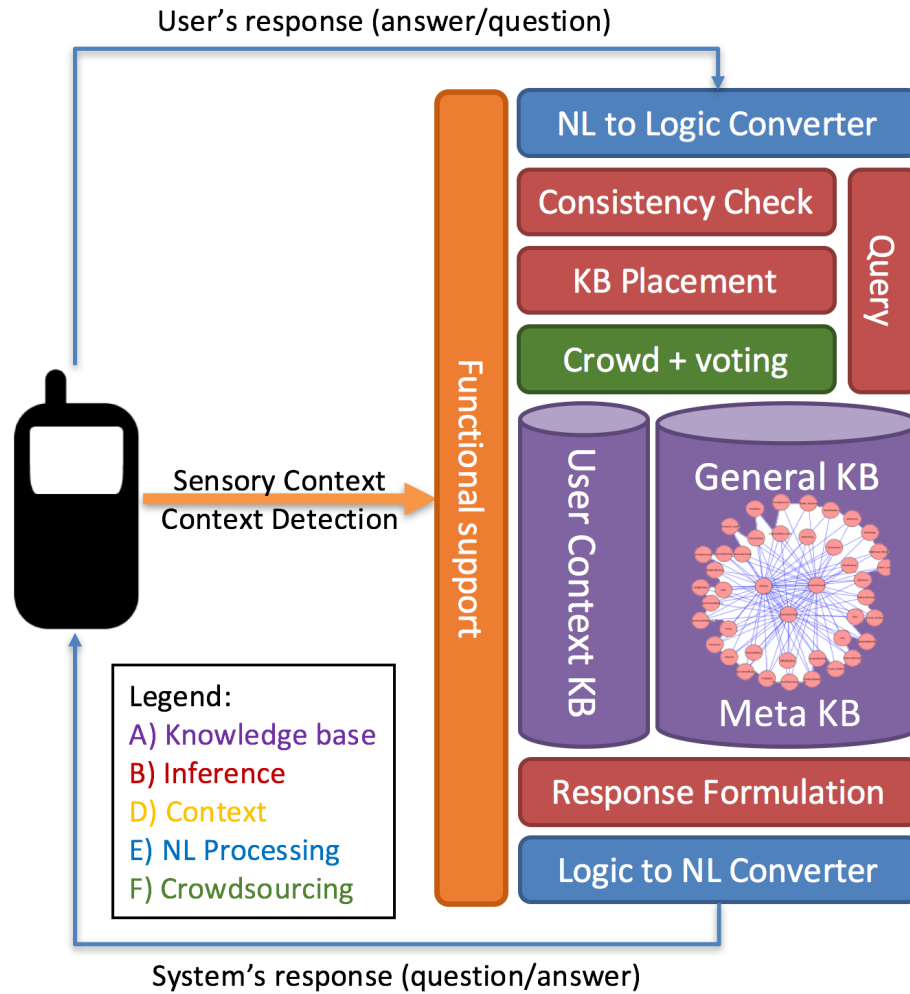 User's response (answer/question)
NL to Logic Converter
Consistency Check
Query
KB Placement
Crowd + voting
Functional support
Sensory Context
Context Detection
User Context KB
General KB
Meta KB
Legend:
A) Knowledge base
B) Inference
D) Context
E) NL Processing
F) Crowdsourcing
Response Formulation
Logic to NL Converter
System's response (question/answer)